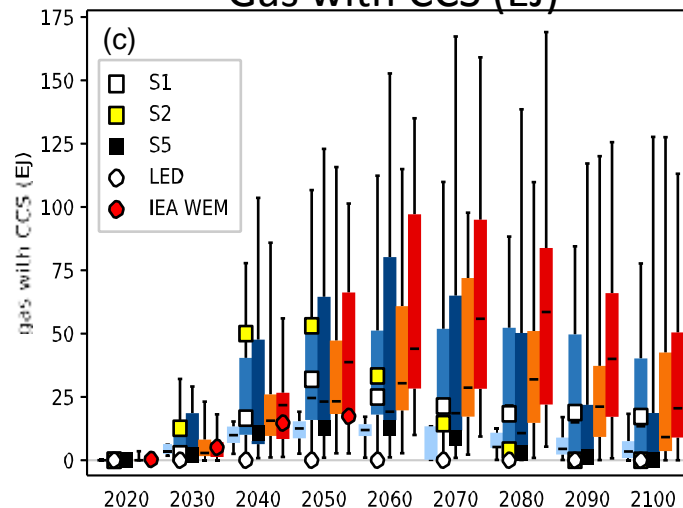 Gas with CCS (EJ)
(c)
S1
S2
S5
LED
IEA WEM
gas with CCS (EJ)
175
150
125
100
75
50
25
0
2020 2030 2040 2050 2060 2070 2080 2090 2100